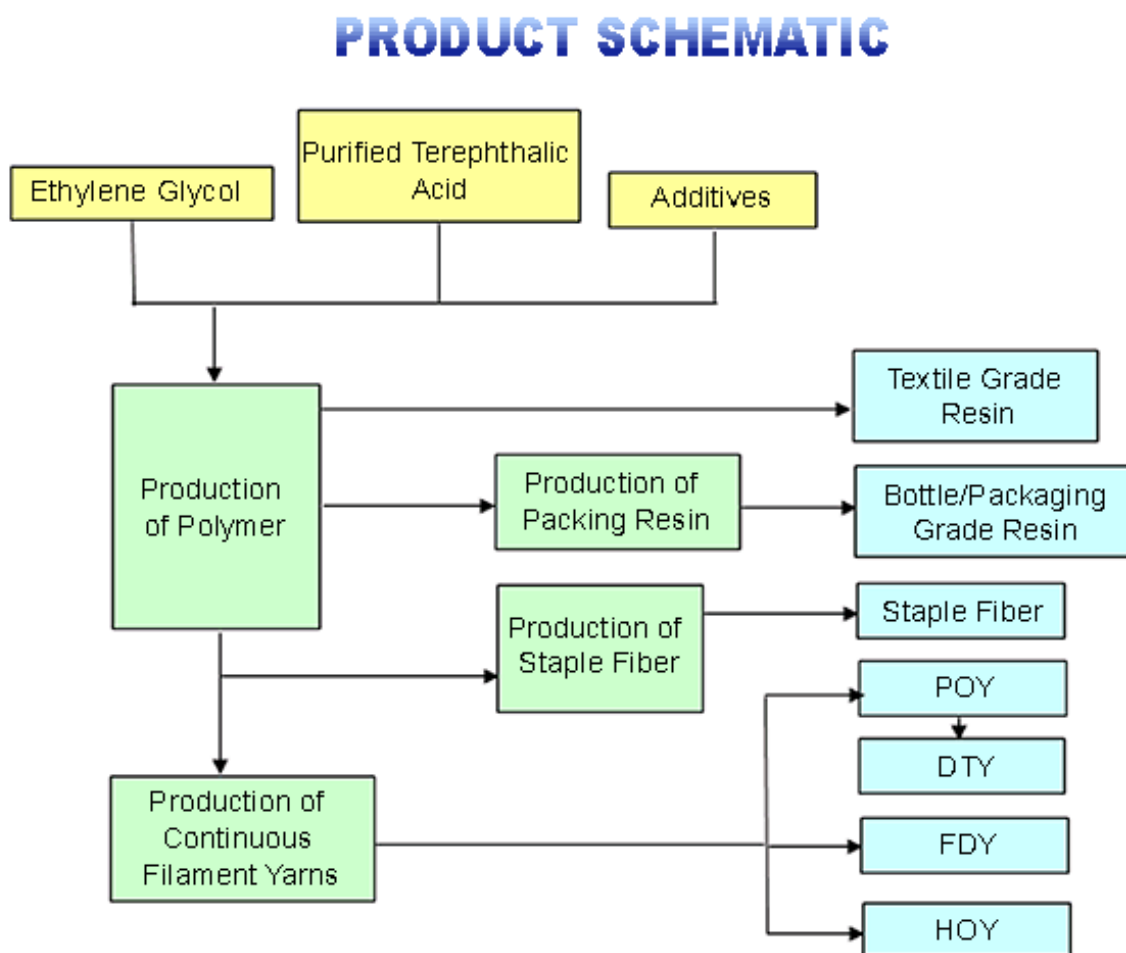 PRODUCT SCHEMATIC
Ethylene Glycol
Purified Terephthalic
Acid
Additives
Production
of Polymer
Textile Grade
Resin
Production of
Packing Resin
Bottle/Packaging
Grade Resin
Production of
Staple Fiber
Staple Fiber
POY
DTY
Production of
Continuous
Filament Yarns
FDY
HOY